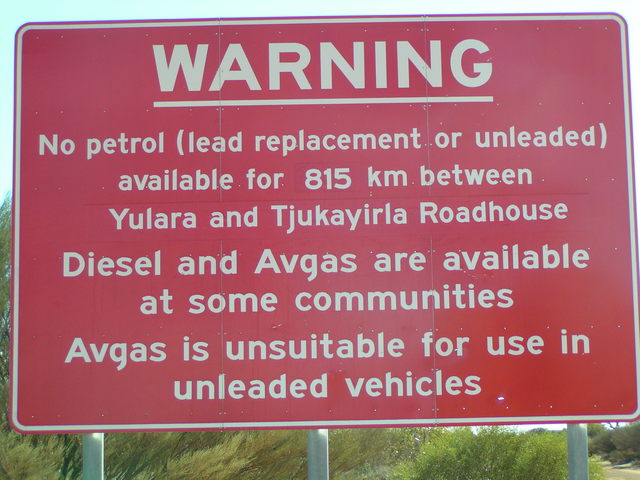 WARNING
No petrol (lead replacement or unleaded)
available for 815 km between
Yulara and Tjukayirla Roadhouse
Diesel and Avgas are available
at some communities
Avgas is unsuitable for use in
unleaded vehicles